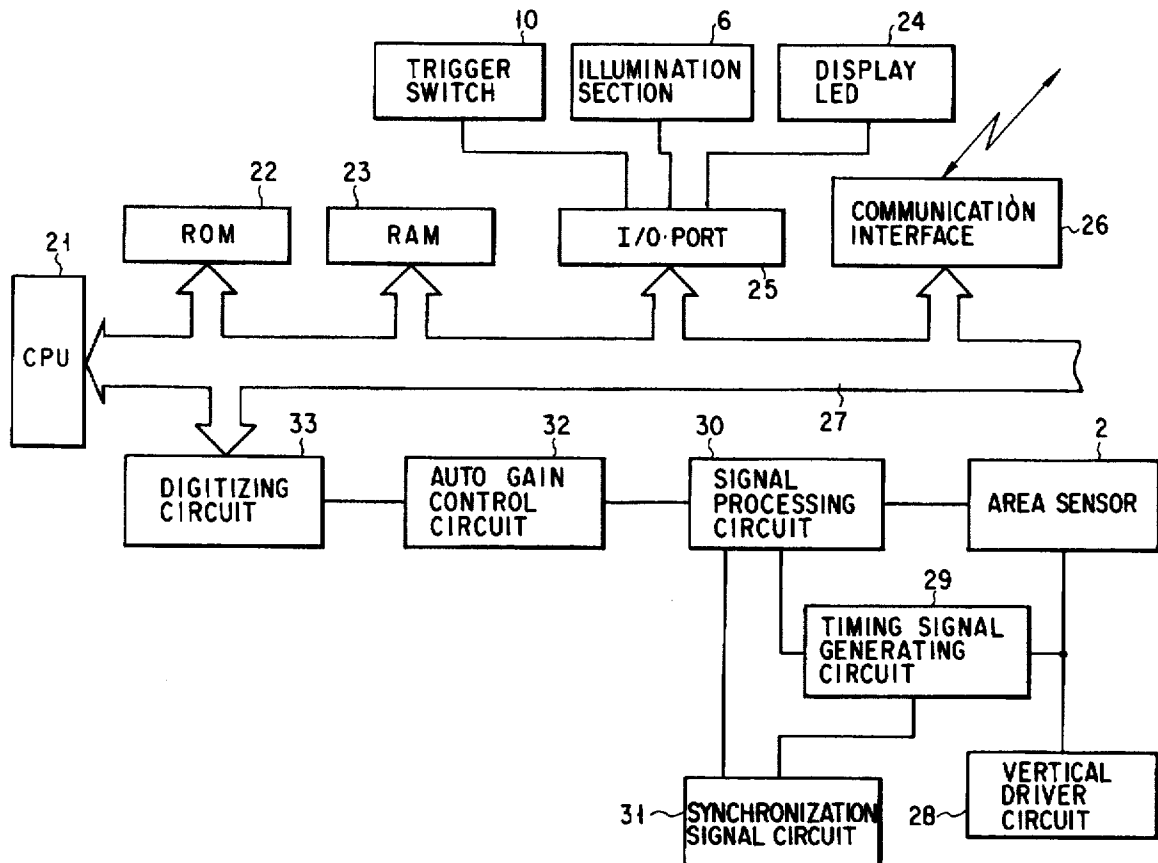 10
6
24
TRIGGER
SWITCH
ILLUMINATION
SECTION
DISPLAY
LED
22
23
ROM
RAM
I/O·PORT
COMMUNICATION
INTERFACE
26
21
25
CPU
27
33
32
30
2
DIGITIZING
CIRCUIT
AUTO GAIN
CONTROL
CIRCUIT
SIGNAL
PROCESSING
CIRCUIT
AREA SENSOR
29
TIMING SIGNAL
GENERATING
CIRCUIT
31
SYNCHRONIZATION
SIGNAL CIRCUIT
28
VERTICAL
DRIVER
CIRCUIT